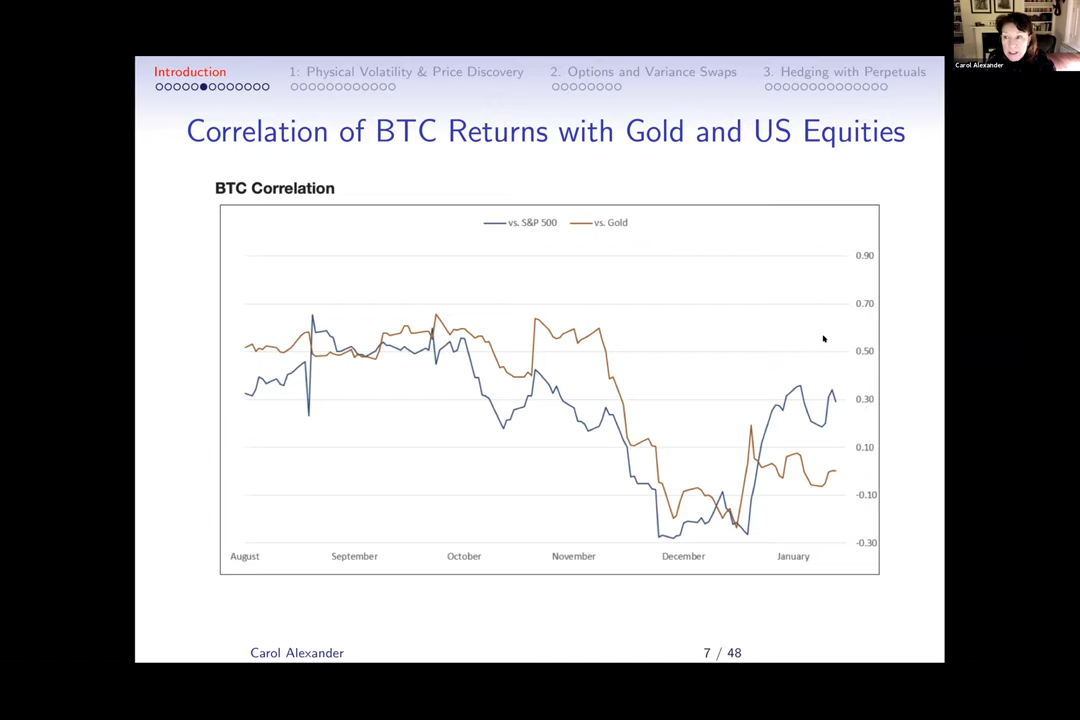 Carol Alexander
Introduction
1: Physical Volatility & Price Discovery
2. Options and Variance Swaps
3. Hedging with Perpetuals
Correlation of BTC Returns with Gold and US Equities
BTC Correlation
vs. S&P 500
vs. Gold
0.90
0.70
0.50
0.30
0.10
-0.10
-0.30
August
September
October
November
December
January
Carol Alexander
7 / 48